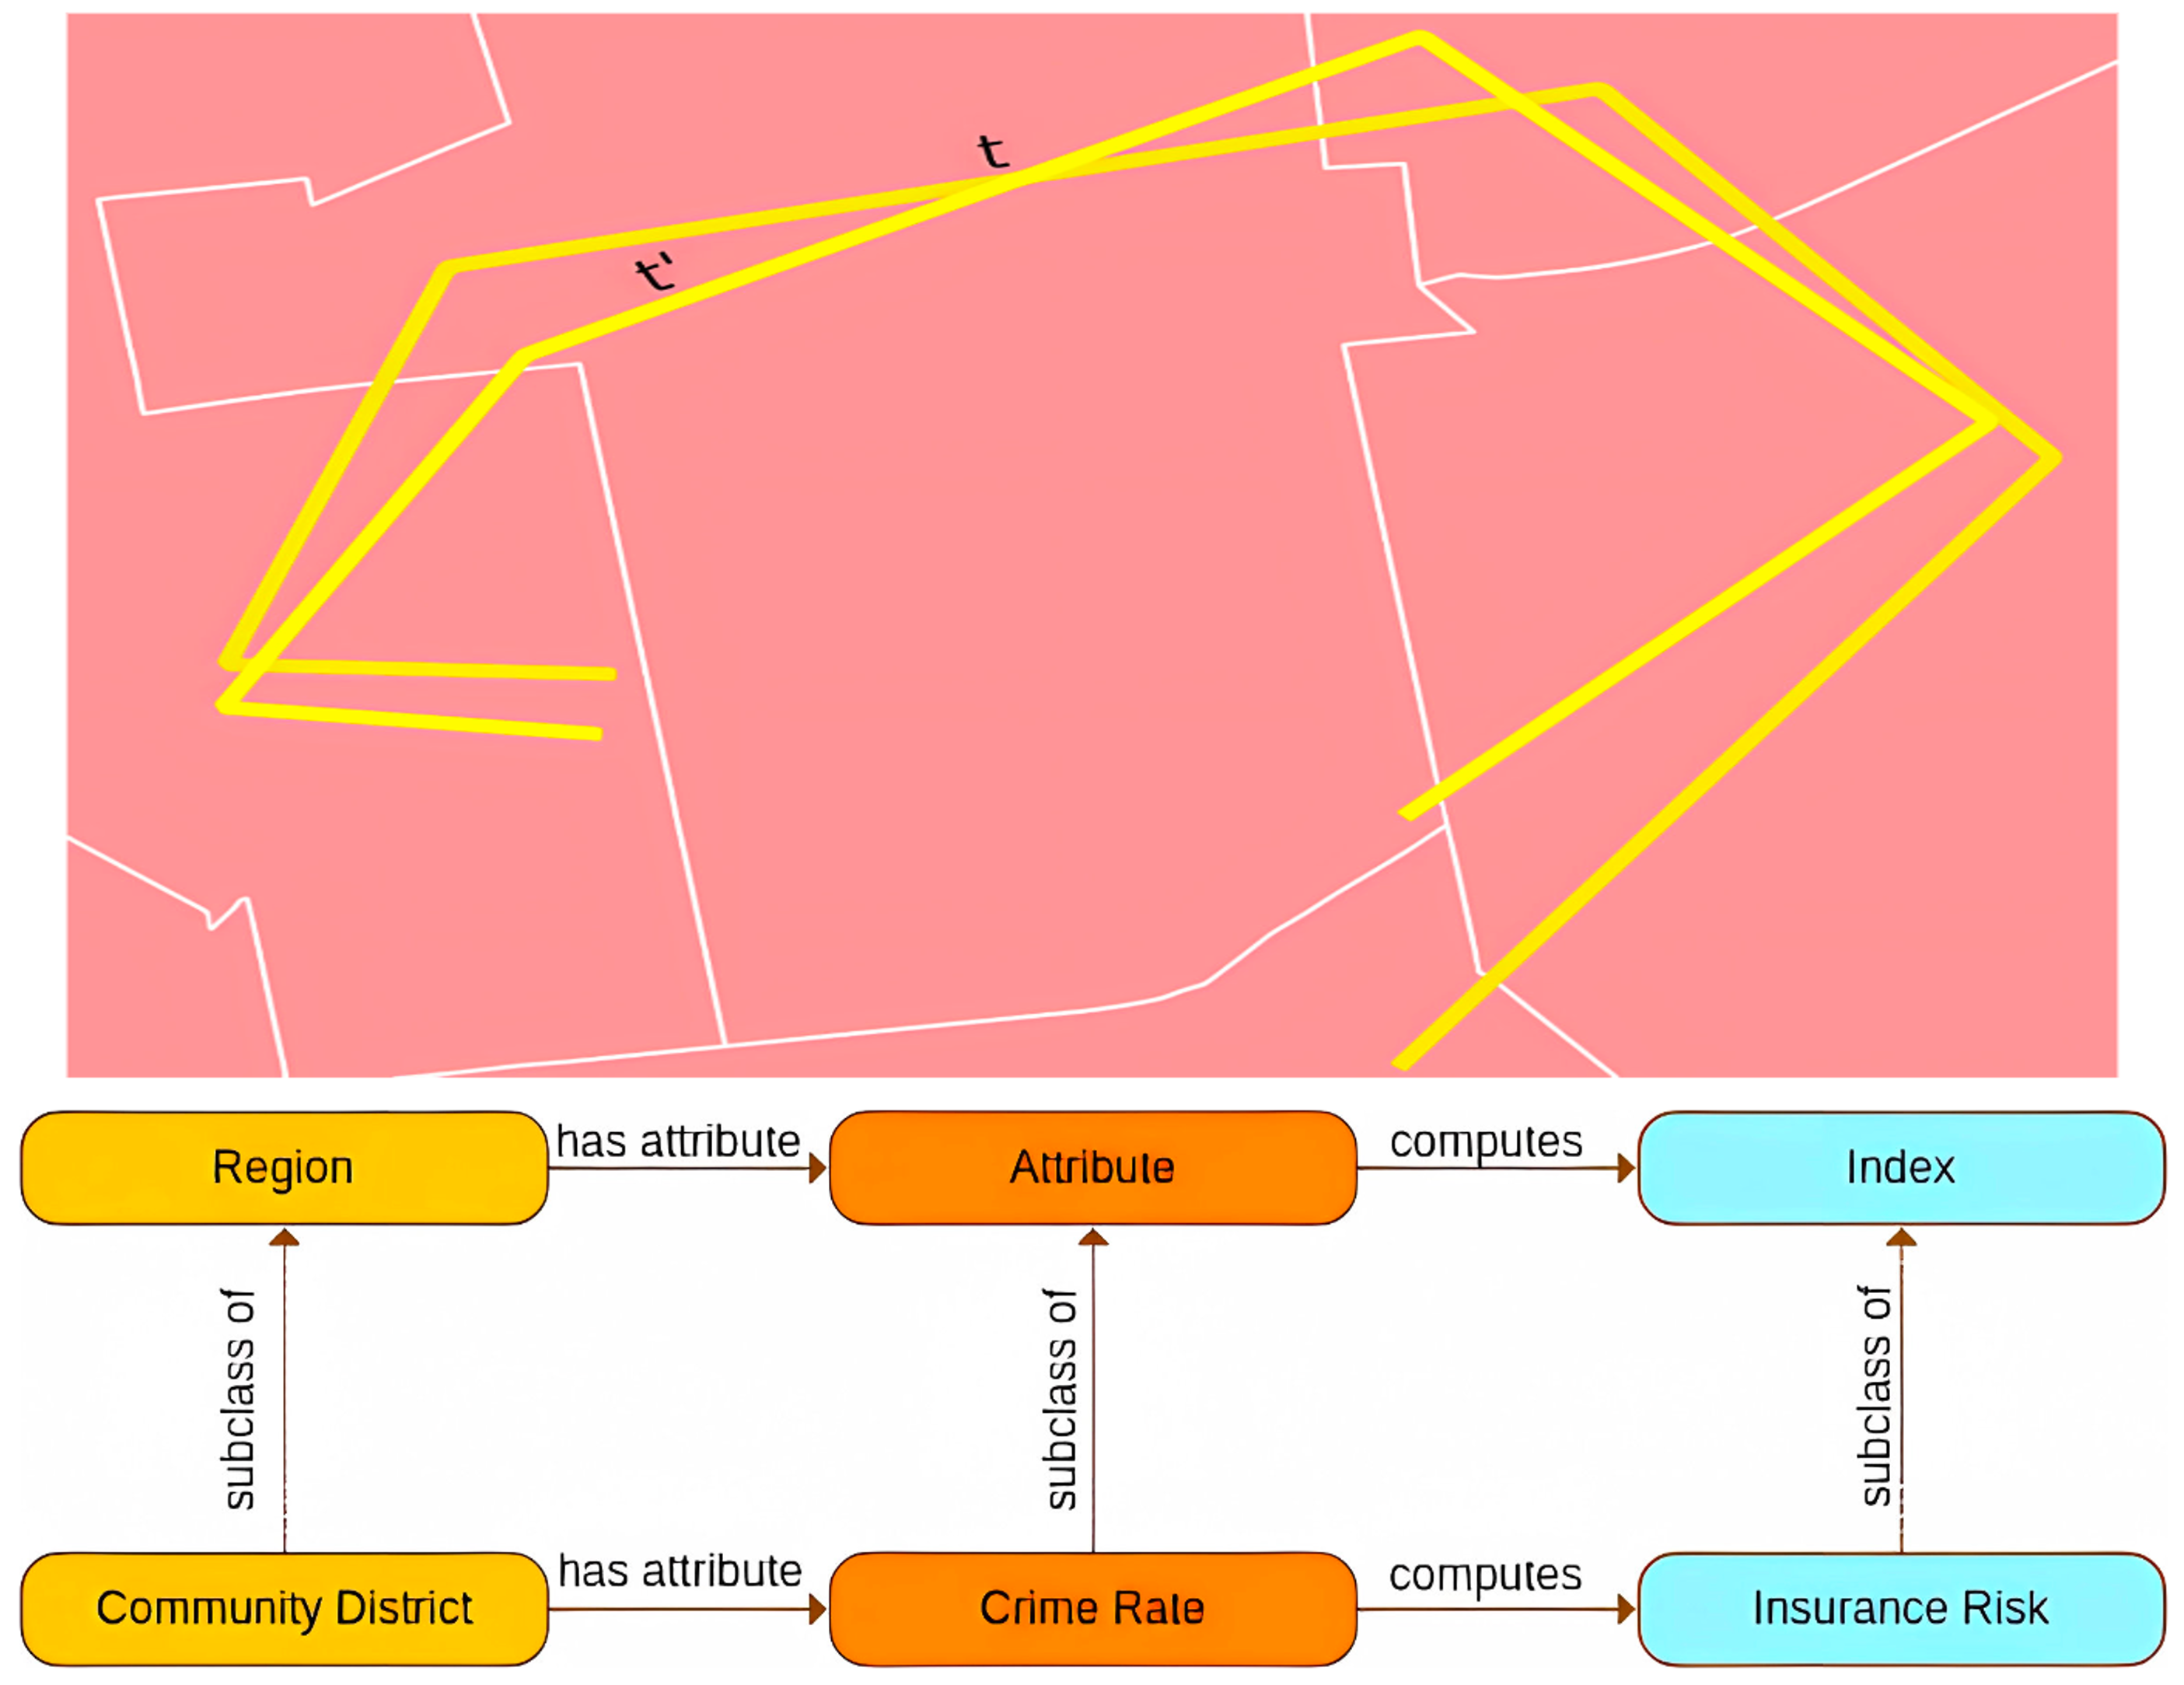 t
t'
Region
has attribute
Attribute
computes
Index
subclass of
subclass of
subclass of
Community District
has attribute
Crime Rate
computes
Insurance Risk